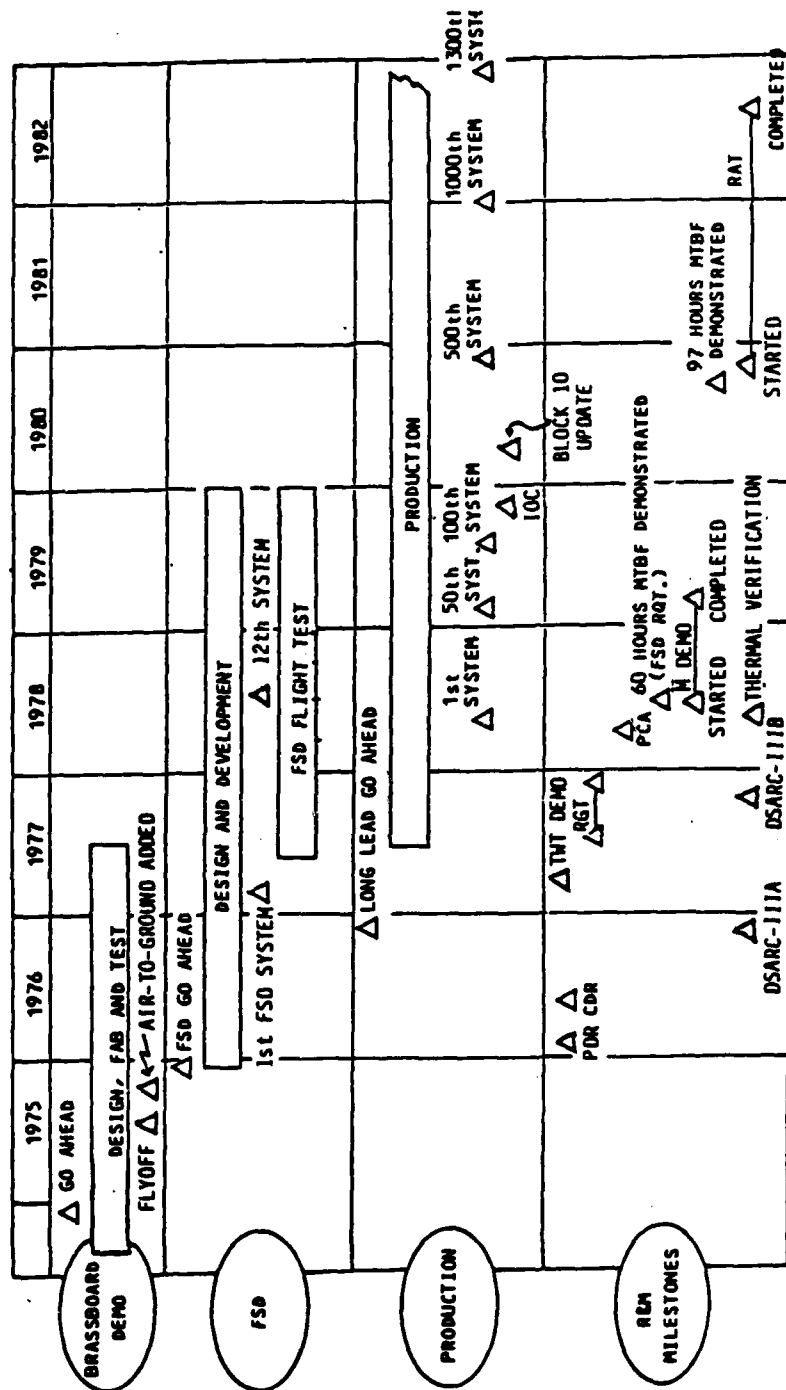 1975
1976
1977
1978
1979
1980
1981
1982
BRASSBOARD
DEMO
GO AHEAD
DESIGN, FAB AND TEST
FLYOFF
AIR-TO-GROUND ADDED
FSD
FSD GO AHEAD
DESIGN AND DEVELOPMENT
1st FSD SYSTEM
12th SYSTEM
FSD FLIGHT TEST
PRODUCTION
LONG LEAD GO AHEAD
PRODUCTION
1st
SYSTEM
50th
SYST
100th
SYSTEM
500th
SYSTEM
1000th
SYSTEM
1300th
SYST
IOC
BLOCK 10
UPDATE
R&M
MILESTONES
PDR CDR
TWT DEMO
RGT
PCA
60 HOURS MTBF DEMONSTRATED
(FSD RQT.)
M DEMO
STARTED COMPLETED
97 HOURS MTBF
DEMONSTRATED
RAT
DSARC-IIIA
DSARC-IIIB
THERMAL VERIFICATION
STARTED
COMPLETED